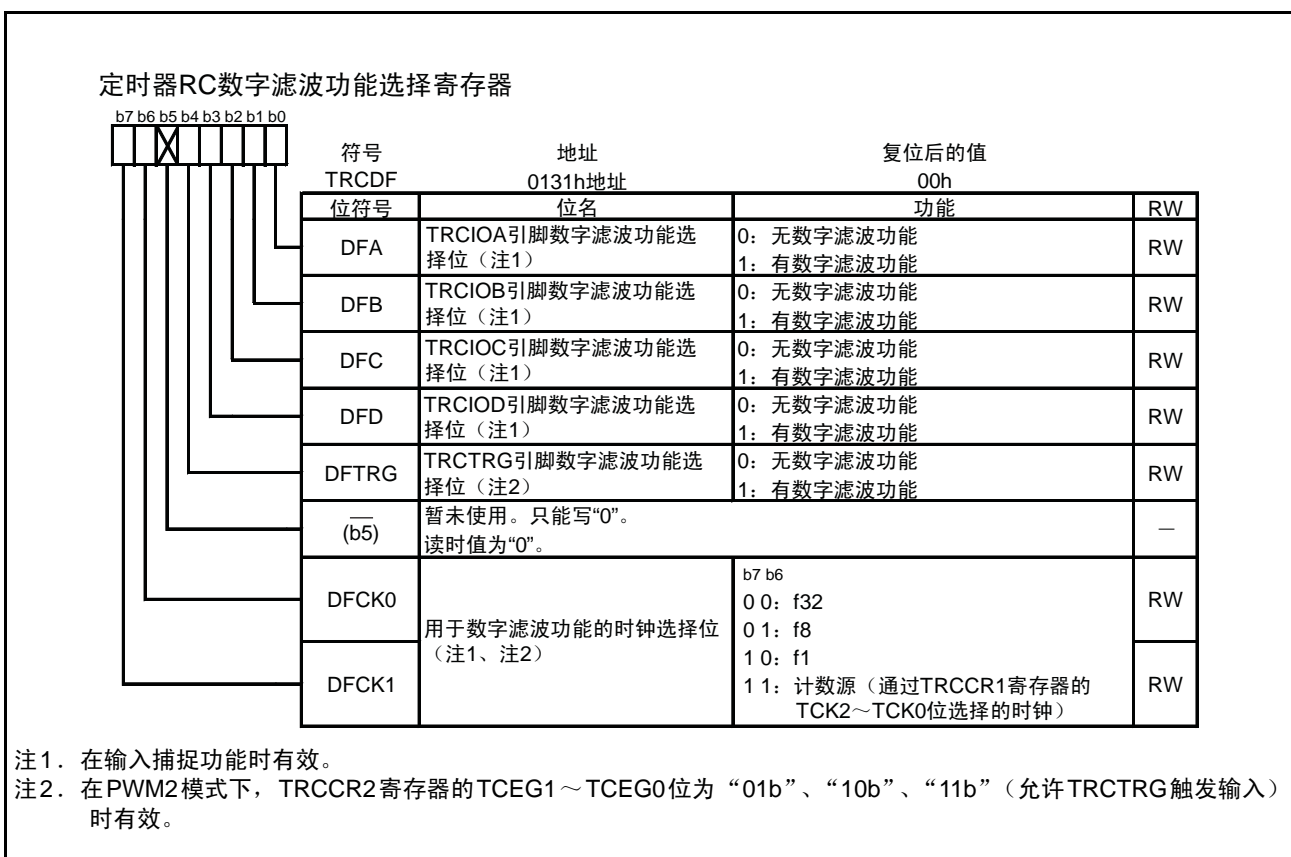 定时器RC数字滤波功能选择寄存器
b7 b6 b5 b4 b3 b2 b1 b0
符号 地址 复位后的值
TRCDF 0131h地址 00h
位符号 位名 功能 RW
DFA TRCIOA引脚数字滤波功能选 0：无数字滤波功能 RW
择位（注1） 1：有数字滤波功能
DFB TRCIOB引脚数字滤波功能选 0：无数字滤波功能 RW
择位（注1） 1：有数字滤波功能
DFC TRCIOC引脚数字滤波功能选 0：无数字滤波功能 RW
择位（注1） 1：有数字滤波功能
DFD TRCIOD引脚数字滤波功能选 0：无数字滤波功能 RW
择位（注1） 1：有数字滤波功能
DFTRG TRCTRG引脚数字滤波功能选 0：无数字滤波功能 RW
择位（注2） 1：有数字滤波功能
— (b5) 暂未使用。只能写“0”。 —
读时值为“0”。
b7 b6
DFCK0 0 0：f32 RW
用于数字滤波功能的时钟选择位 0 1：f8
（注1、注2） 1 0：f1
DFCK1 1 1：计数源（通过TRCCR1寄存器的 RW
TCK2～TCK0位选择的时钟）
注1．在输入捕捉功能时有效。
注2．在PWM2模式下，TRCCR2寄存器的TCEG1～TCEG0位为“01b”、“10b”、“11b”（允许TRCTRG触发输入）
时有效。